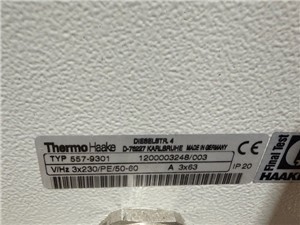 Thermo Haake
DIESELSTR. 4
D-76227 KARLSRUHE MADE IN GERMANY
TYP 557-9301 1200003248/003
V/Hz 3x230/PE/50-60 A 3x63 IP 20
CE
Final Test
HAAKE